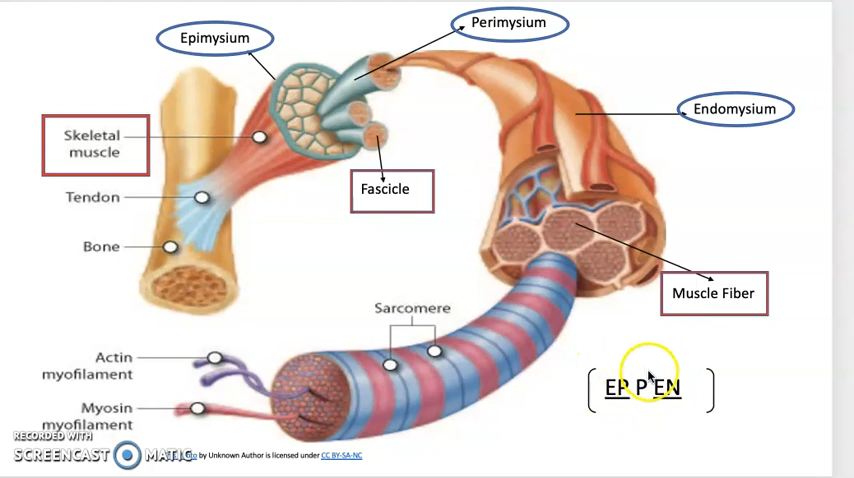 Perimysium
Epimysium
Endomysium
Skeletal
muscle
Fascicle
Tendon
Bone
Muscle Fiber
Sarcomere
Actin
myofilament
EP P EN
Myosin
myofilament
RECORDED WITH
SCREENCAST MATIC
by Unknown Author is licensed under CC BY-SA-NC